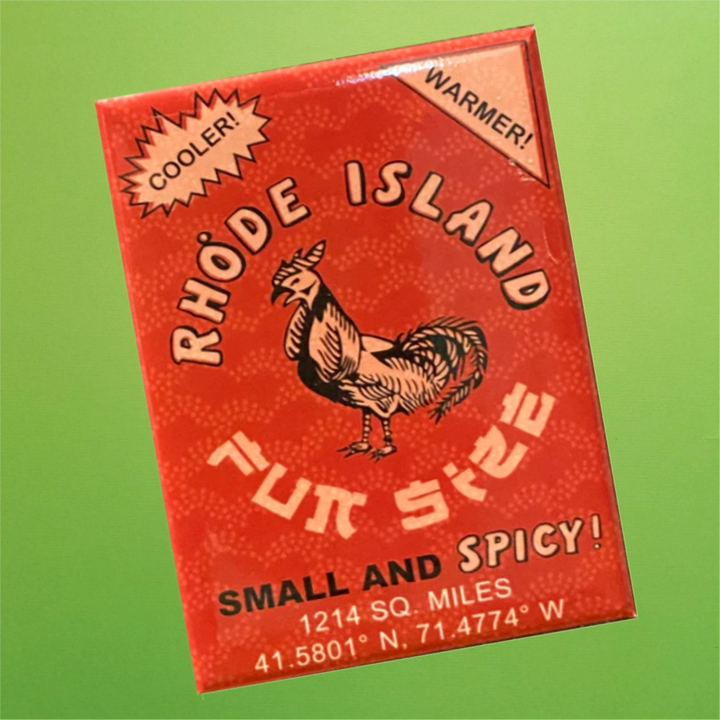 COOLER!
WARMER!
RHODE ISLAND
FUN SIZE
SMALL AND SPICY!
1214 SQ. MILES
41.5801° N, 71.4774° W